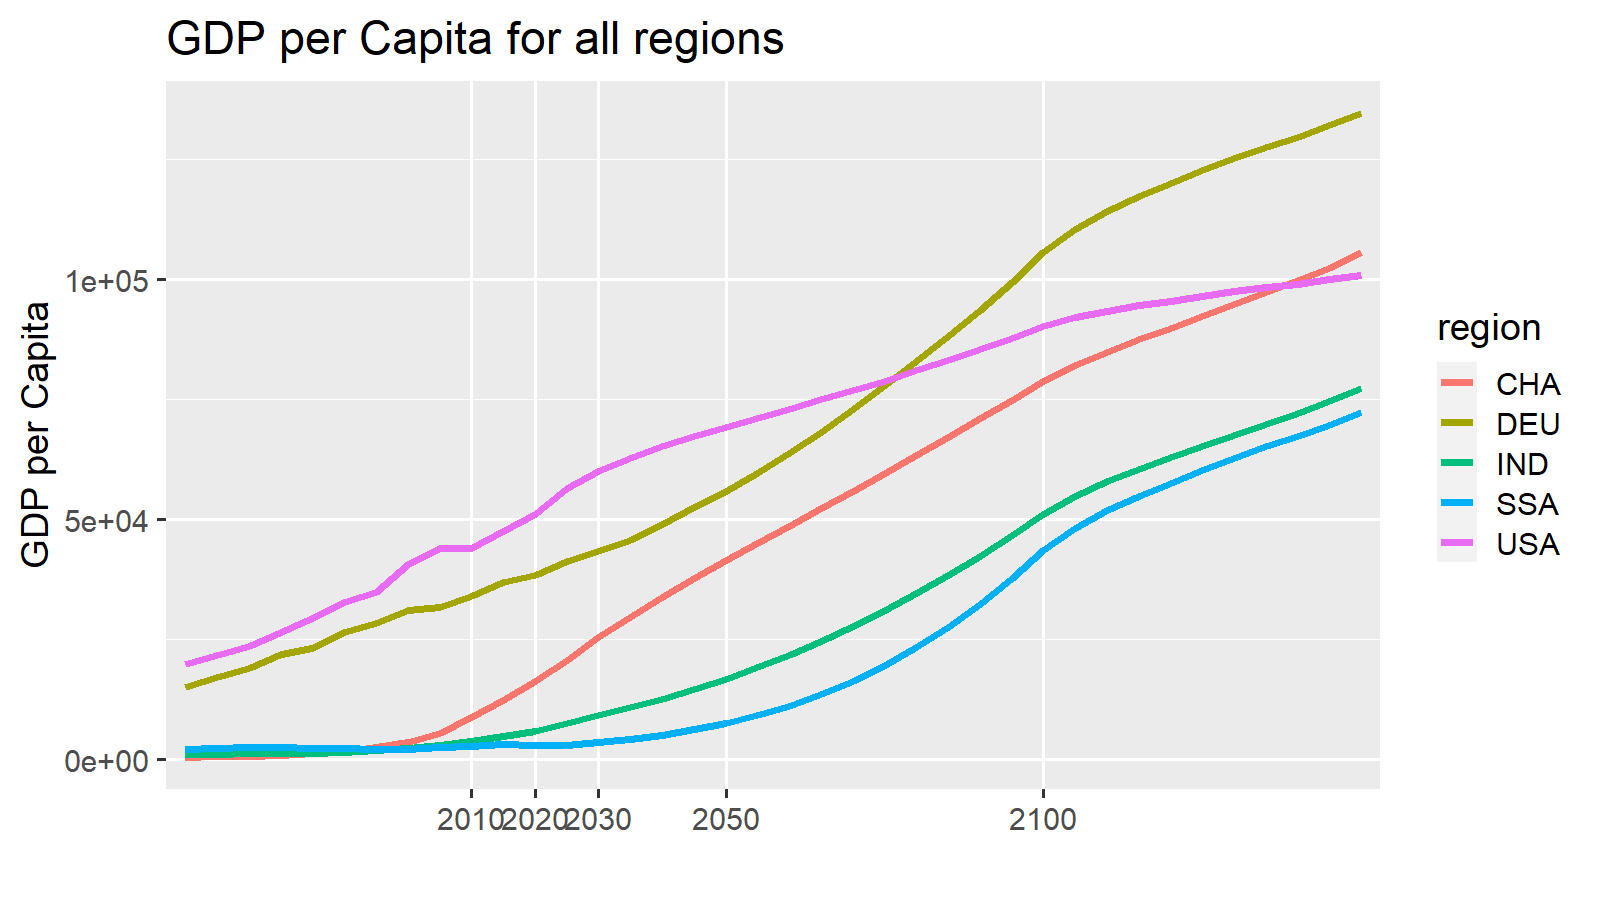 GDP per Capita for all regions
GDP per Capita
1e+05
5e+04
0e+00
2010 2020 2030 2050 2100
region
CHA
DEU
IND
SSA
USA